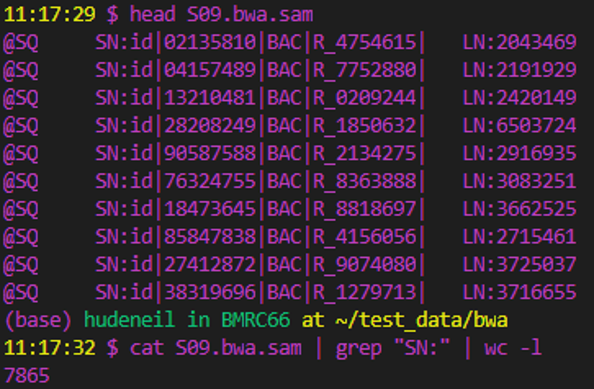 11:17:29 $ head S09.bwa.sam
@SQ SN:id|02135810|BAC|R_4754615| LN:2043469
@SQ SN:id|04157489|BAC|R_7752880| LN:2191929
@SQ SN:id|13210481|BAC|R_0209244| LN:2420149
@SQ SN:id|28208249|BAC|R_1850632| LN:6503724
@SQ SN:id|90587588|BAC|R_2134275| LN:2916935
@SQ SN:id|76324755|BAC|R_8363888| LN:3083251
@SQ SN:id|18473645|BAC|R_8818697| LN:3662525
@SQ SN:id|85847838|BAC|R_4156056| LN:2715461
@SQ SN:id|27412872|BAC|R_9074080| LN:3725037
@SQ SN:id|38319696|BAC|R_1279713| LN:3716655
(base) hudeneil in BMRC66 at ~/test_data/bwa
11:17:32 $ cat S09.bwa.sam | grep "SN:" | wc -l
7865